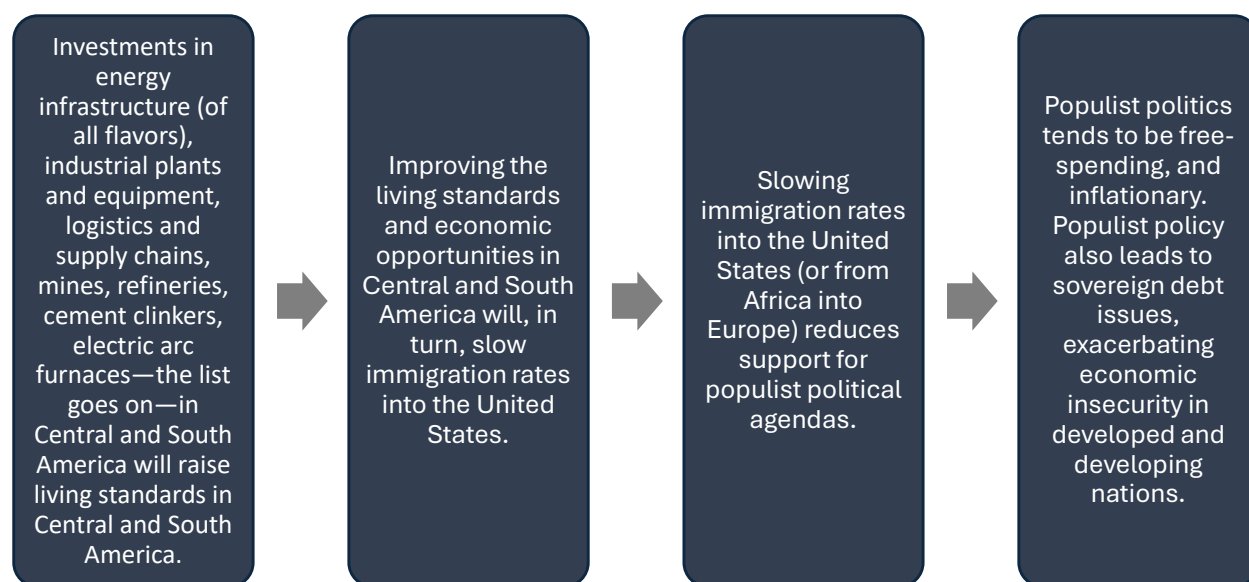 Investments in
energy
infrastructure (of
all flavors),
industrial plants
and equipment,
logistics and
supply chains,
mines, refineries,
cement clinkers,
electric arc
furnaces—the list
goes on—in
Central and South
America will raise
living standards in
Central and South
America.
Improving the
living standards
and economic
opportunities in
Central and South
America will, in
turn, slow
immigration rates
into the United
States.
Slowing
immigration rates
into the United
States (or from
Africa into
Europe) reduces
support for
populist political
agendas.
Populist politics
tends to be free-
spending, and
inflationary.
Populist policy
also leads to
sovereign debt
issues,
exacerbating
economic
insecurity in
developed and
developing
nations.